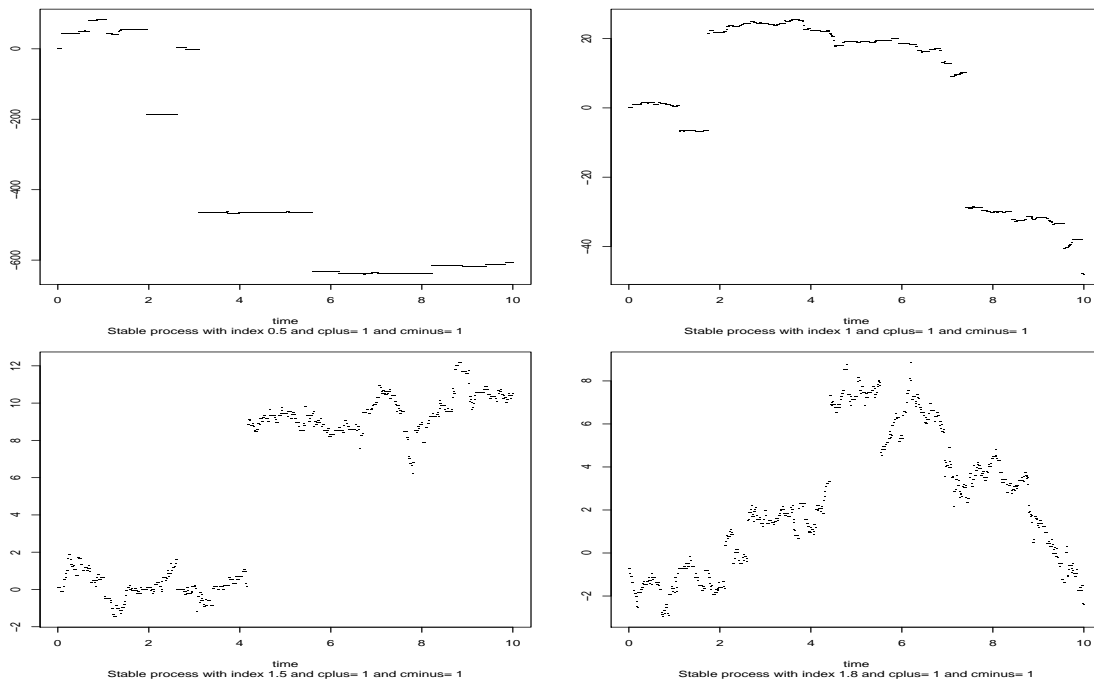 0
-200
-400
-600
0 2 4 6 8 10
time
Stable process with index 0.5 and cplus= 1 and cminus= 1
20
0
-20
-40
0 2 4 6 8 10
time
Stable process with index 1 and cplus= 1 and cminus= 1
12
10
8
6
4
2
0
-2
0 2 4 6 8 10
time
Stable process with index 1.5 and cplus= 1 and cminus= 1
8
6
4
2
0
-2
0 2 4 6 8 10
time
Stable process with index 1.8 and cplus= 1 and cminus= 1